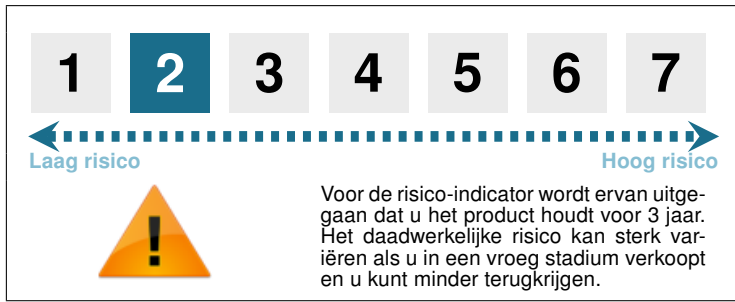 1 2 3 4 5 6 7
Laag risico Hoog risico
Voor de risico-indicator wordt ervan uitge-
gaan dat u het product houdt voor 3 jaar.
Het daadwerkelijke risico kan sterk var-
iëren als u in een vroeg stadium verkoopt
en u kunt minder terugkrijgen.